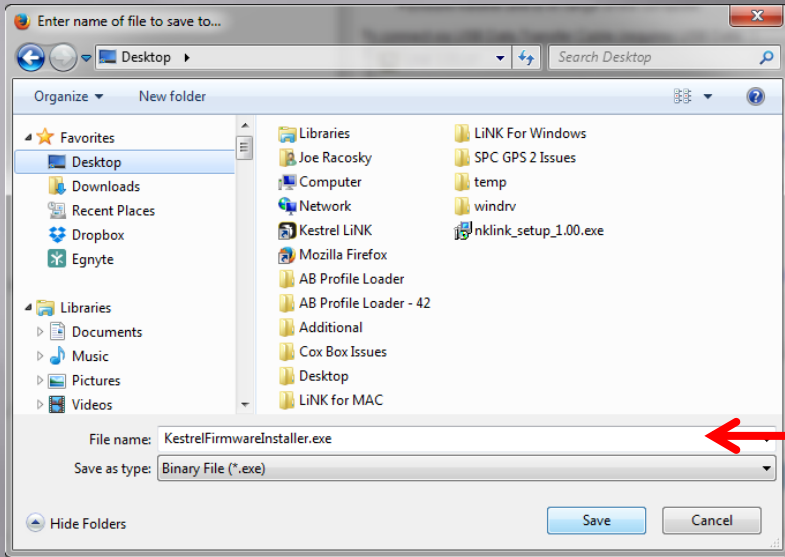 Enter name of file to save to...
Desktop
Search Desktop
Organize
New folder
Favorites
Desktop
Downloads
Recent Places
Dropbox
Egnyte
Libraries
Documents
Music
Pictures
Videos
Libraries
Joe Racosky
Computer
Network
Kestrel LiNK
Mozilla Firefox
AB Profile Loader
AB Profile Loader - 42
Additional
Cox Box Issues
Desktop
LiNK for MAC
LiNK For Windows
SPC GPS 2 Issues
temp
windrv
nklink_setup_1.00.exe
File name: KestrelFirmwareInstaller.exe
Save as type: Binary File (*.exe)
Hide Folders
Save
Cancel